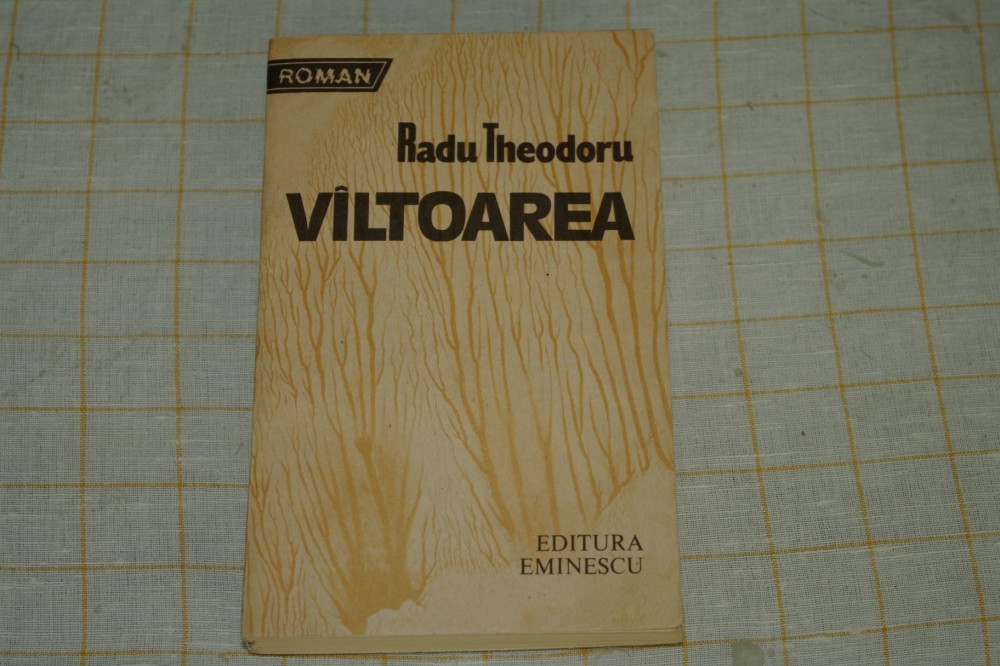 ROMAN
Radu Theodoru
VÎLTOAREA
EDITURA
EMINESCU